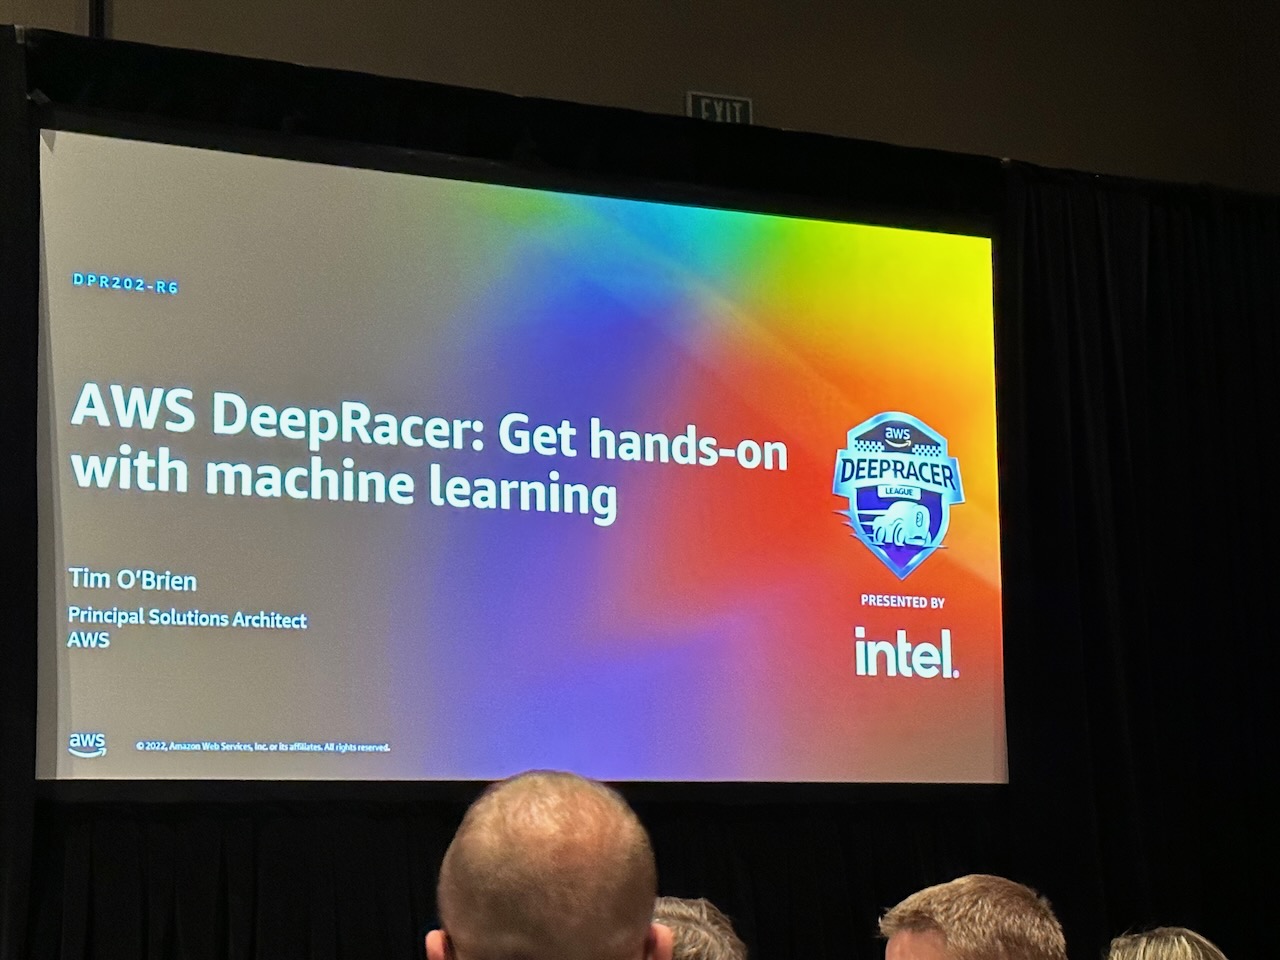 EXIT
DPR202-R6
AWS DeepRacer: Get hands-on
with machine learning
Tim O'Brien
Principal Solutions Architect
AWS
aws
DEEPRACER
LEAGUE
PRESENTED BY
intel.
aws
© 2022, Amazon Web Services, Inc. or its affiliates. All rights reserved.